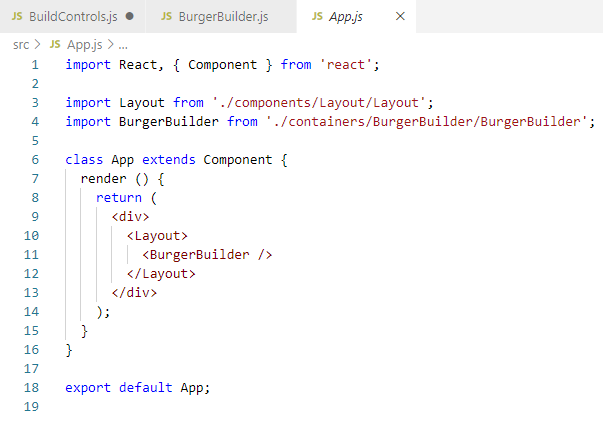 JS BuildControls.js ● JS BurgerBuilder.js JS App.js ×
src > JS App.js > ...
1 import React, { Component } from 'react';
2
3 import Layout from './components/Layout/Layout';
4 import BurgerBuilder from './containers/BurgerBuilder/BurgerBuilder';
5
6 class App extends Component {
7   render () {
8     return (
9       <div>
10         <Layout>
11           <BurgerBuilder />
12         </Layout>
13       </div>
14     );
15   }
16 }
17
18 export default App;
19